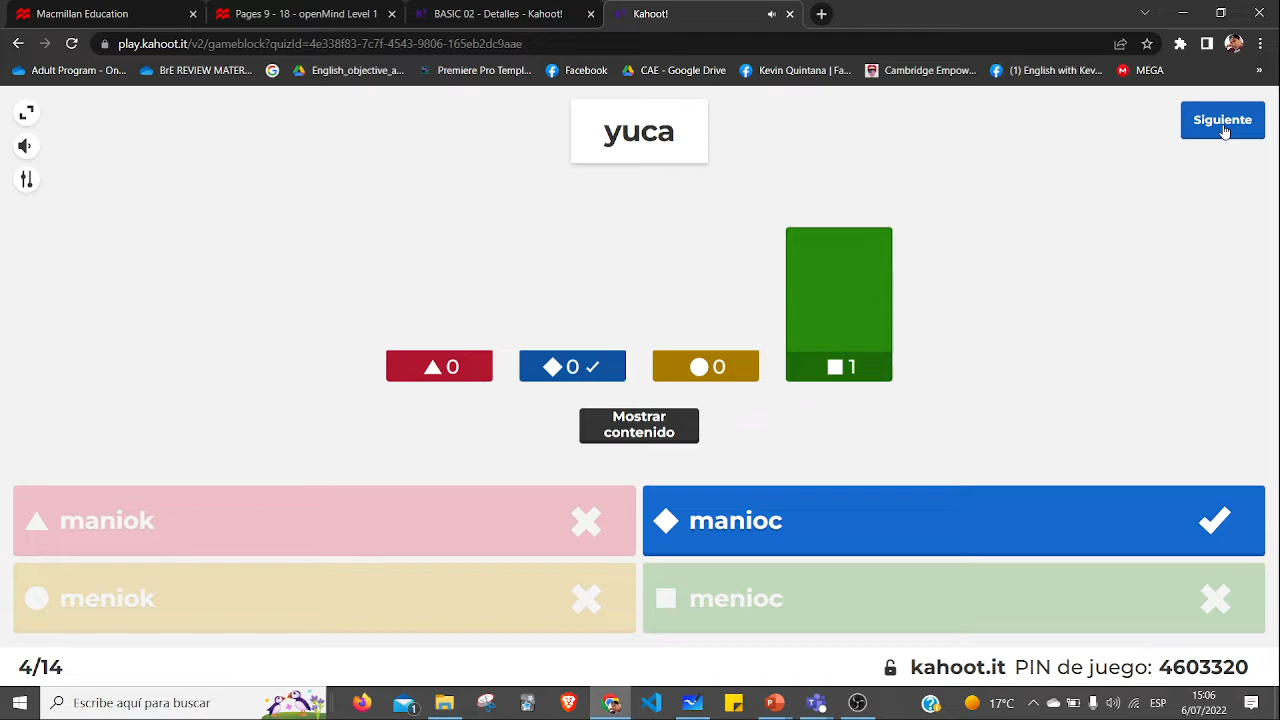 Macmillan Education
Pages 9 - 18 - openMind Level 1
BASIC 02 - Detalles - Kahoot!
Kahoot!
play.kahoot.it/v2/gameblock?quizId=4e338f83-7c7f-4543-9806-165eb2dc9aae
Adult Program - On...
BrE REVIEW MATER...
English_objective_a...
Premiere Pro Templ...
Facebook
CAE - Google Drive
Kevin Quintana | Fa...
Cambridge Empow...
(1) English with Kev...
MEGA
»
yuca
Siguiente
0
0
0
1
Mostrar
contenido
maniok
manioc
meniok
menioc
4/14
kahoot.it PIN de juego: 4603320
Escribe aquí para buscar
1
17°C
ESP
15:06
6/07/2022